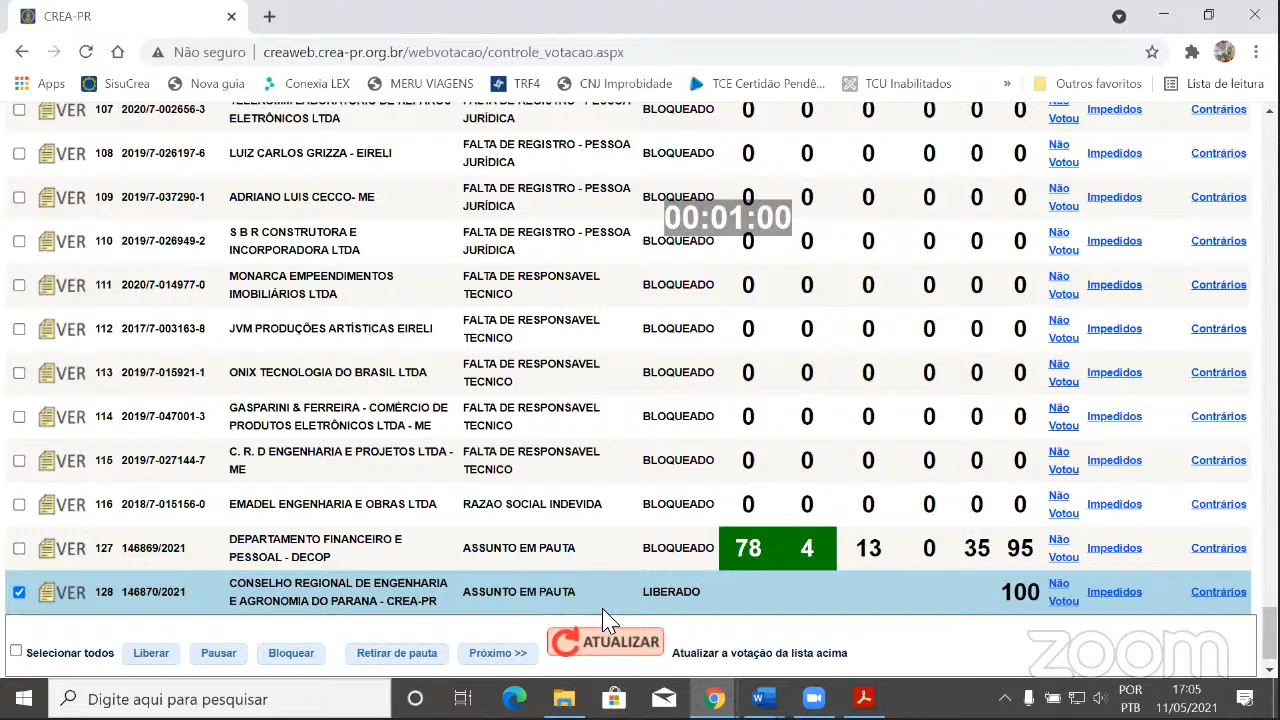 CREA-PR
Não seguro | creaweb.crea-pr.org.br/webvotacao/controle_votacao.aspx
Apps SisuCrea Nova guia Conexia LEX MERU VIAGENS TRF4 CNJ Improbidade TCE Certidão Pendê... TCU Inabilitados » Outros favoritos Lista de leitura
VER 107 2020/7-002656-3 ELETRÔNICOS LTDA FALTA DE REGISTRO - PESSOA JURÍDICA BLOQUEADO 0 0 0 0 0 0 Não Votou Impedidos Contrários
VER 108 2019/7-026197-6 LUIZ CARLOS GRIZZA - EIRELI FALTA DE REGISTRO - PESSOA JURÍDICA BLOQUEADO 0 0 0 0 0 0 Não Votou Impedidos Contrários
VER 109 2019/7-037290-1 ADRIANO LUIS CECCO- ME FALTA DE REGISTRO - PESSOA JURÍDICA BLOQUEADO 0 0 0 0 0 0 Não Votou Impedidos Contrários
00:01:00
VER 110 2019/7-026949-2 S B R CONSTRUTORA E INCORPORADORA LTDA FALTA DE REGISTRO - PESSOA JURÍDICA BLOQUEADO 0 0 0 0 0 0 Não Votou Impedidos Contrários
VER 111 2020/7-014977-0 MONARCA EMPEENDIMENTOS IMOBILIÁRIOS LTDA FALTA DE RESPONSAVEL TECNICO BLOQUEADO 0 0 0 0 0 0 Não Votou Impedidos Contrários
VER 112 2017/7-003163-8 JVM PRODUÇÕES ARTÍSTICAS EIRELI FALTA DE RESPONSAVEL TECNICO BLOQUEADO 0 0 0 0 0 0 Não Votou Impedidos Contrários
VER 113 2019/7-015921-1 ONIX TECNOLOGIA DO BRASIL LTDA FALTA DE RESPONSAVEL TECNICO BLOQUEADO 0 0 0 0 0 0 Não Votou Impedidos Contrários
VER 114 2019/7-047001-3 GASPARINI & FERREIRA - COMÉRCIO DE PRODUTOS ELETRÔNICOS LTDA - ME FALTA DE RESPONSAVEL TECNICO BLOQUEADO 0 0 0 0 0 0 Não Votou Impedidos Contrários
VER 115 2019/7-027144-7 C. R. D ENGENHARIA E PROJETOS LTDA - ME FALTA DE RESPONSAVEL TECNICO BLOQUEADO 0 0 0 0 0 0 Não Votou Impedidos Contrários
VER 116 2018/7-015156-0 EMADEL ENGENHARIA E OBRAS LTDA RAZAO SOCIAL INDEVIDA BLOQUEADO 0 0 0 0 0 0 Não Votou Impedidos Contrários
VER 127 146869/2021 DEPARTAMENTO FINANCEIRO E PESSOAL - DECOP ASSUNTO EM PAUTA BLOQUEADO 78 4 13 0 35 95 Não Votou Impedidos Contrários
VER 128 146870/2021 CONSELHO REGIONAL DE ENGENHARIA E AGRONOMIA DO PARANA - CREA-PR ASSUNTO EM PAUTA LIBERADO 100 Não Votou Impedidos Contrários
Selecionar todos Liberar Pausar Bloquear Retirar de pauta Próximo >> ATUALIZAR Atualizar a votação da lista acima
zoom
Digite aqui para pesquisar POR PTB 17:05 11/05/2021